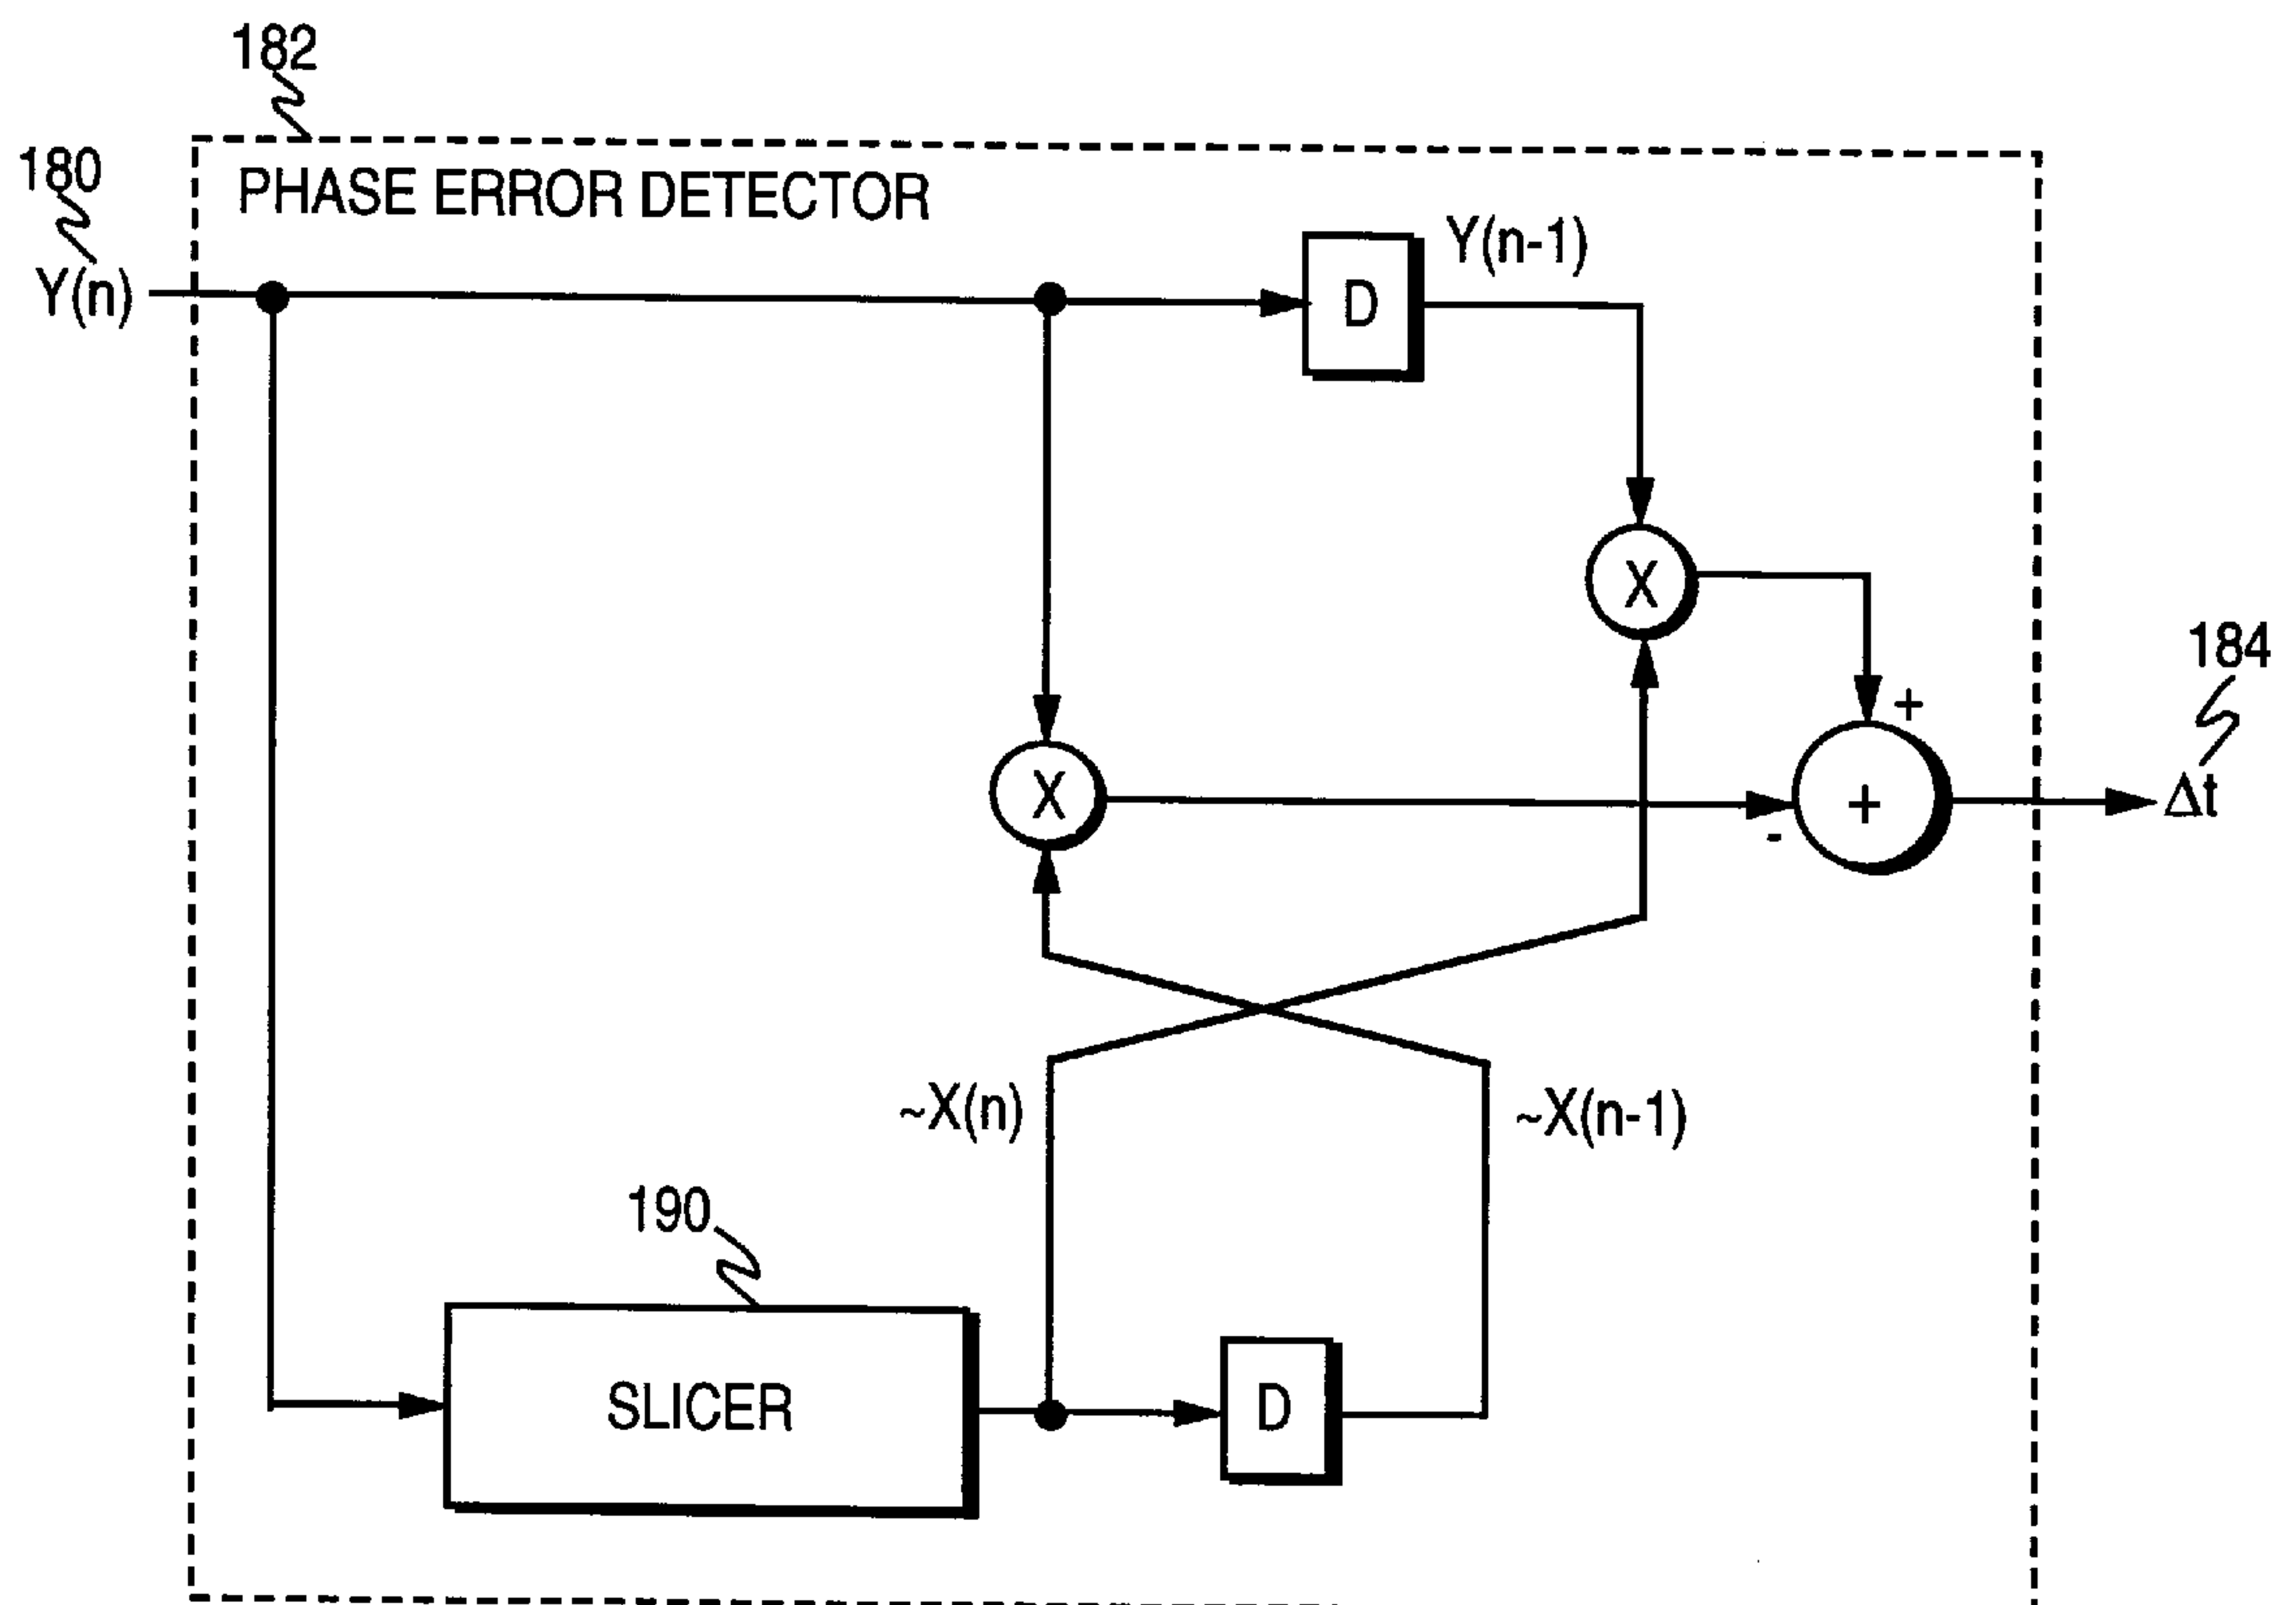 182
180
PHASE ERROR DETECTOR
Y(n)
D
Y(n-1)
X
184
+
X
-
+
Δt
~X(n)
~X(n-1)
190
SLICER
D